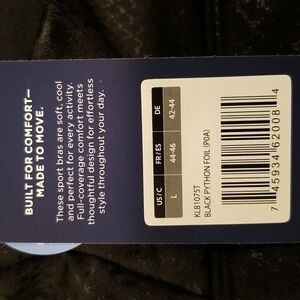 BUILT FOR COMFORT—
MADE TO MOVE.
These sport bras are soft, cool
and perfect for every activity.
Full-coverage comfort meets
thoughtful design for effortless
style throughout your day.
US/C FR/ES DE
L 44-46 42-44
KLB107ST
BLACK PYTHON FOIL (P0A)
7 45934 62008 4